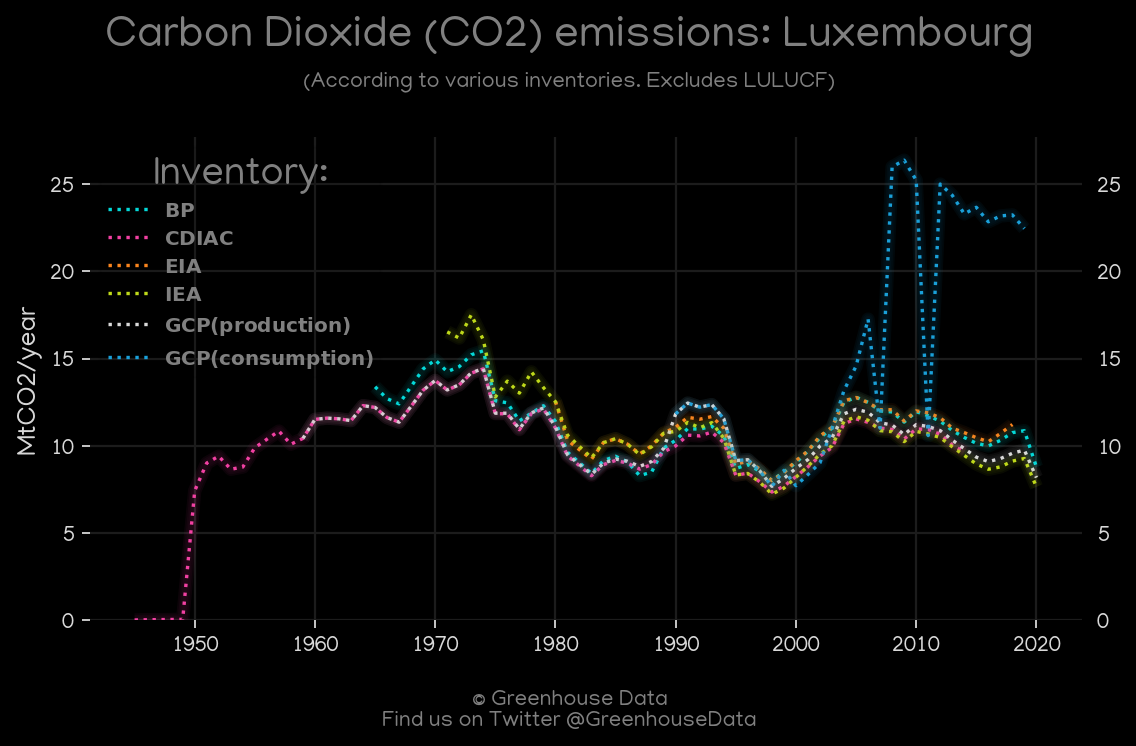 Carbon Dioxide (CO2) emissions: Luxembourg
(According to various inventories. Excludes LULUCF)
Inventory:
BP
CDIAC
EIA
IEA
GCP(production)
GCP(consumption)
MtCO2/year
25
20
15
10
5
0
25
20
15
10
5
0
1950 1960 1970 1980 1990 2000 2010 2020
© Greenhouse Data
Find us on Twitter @GreenhouseData